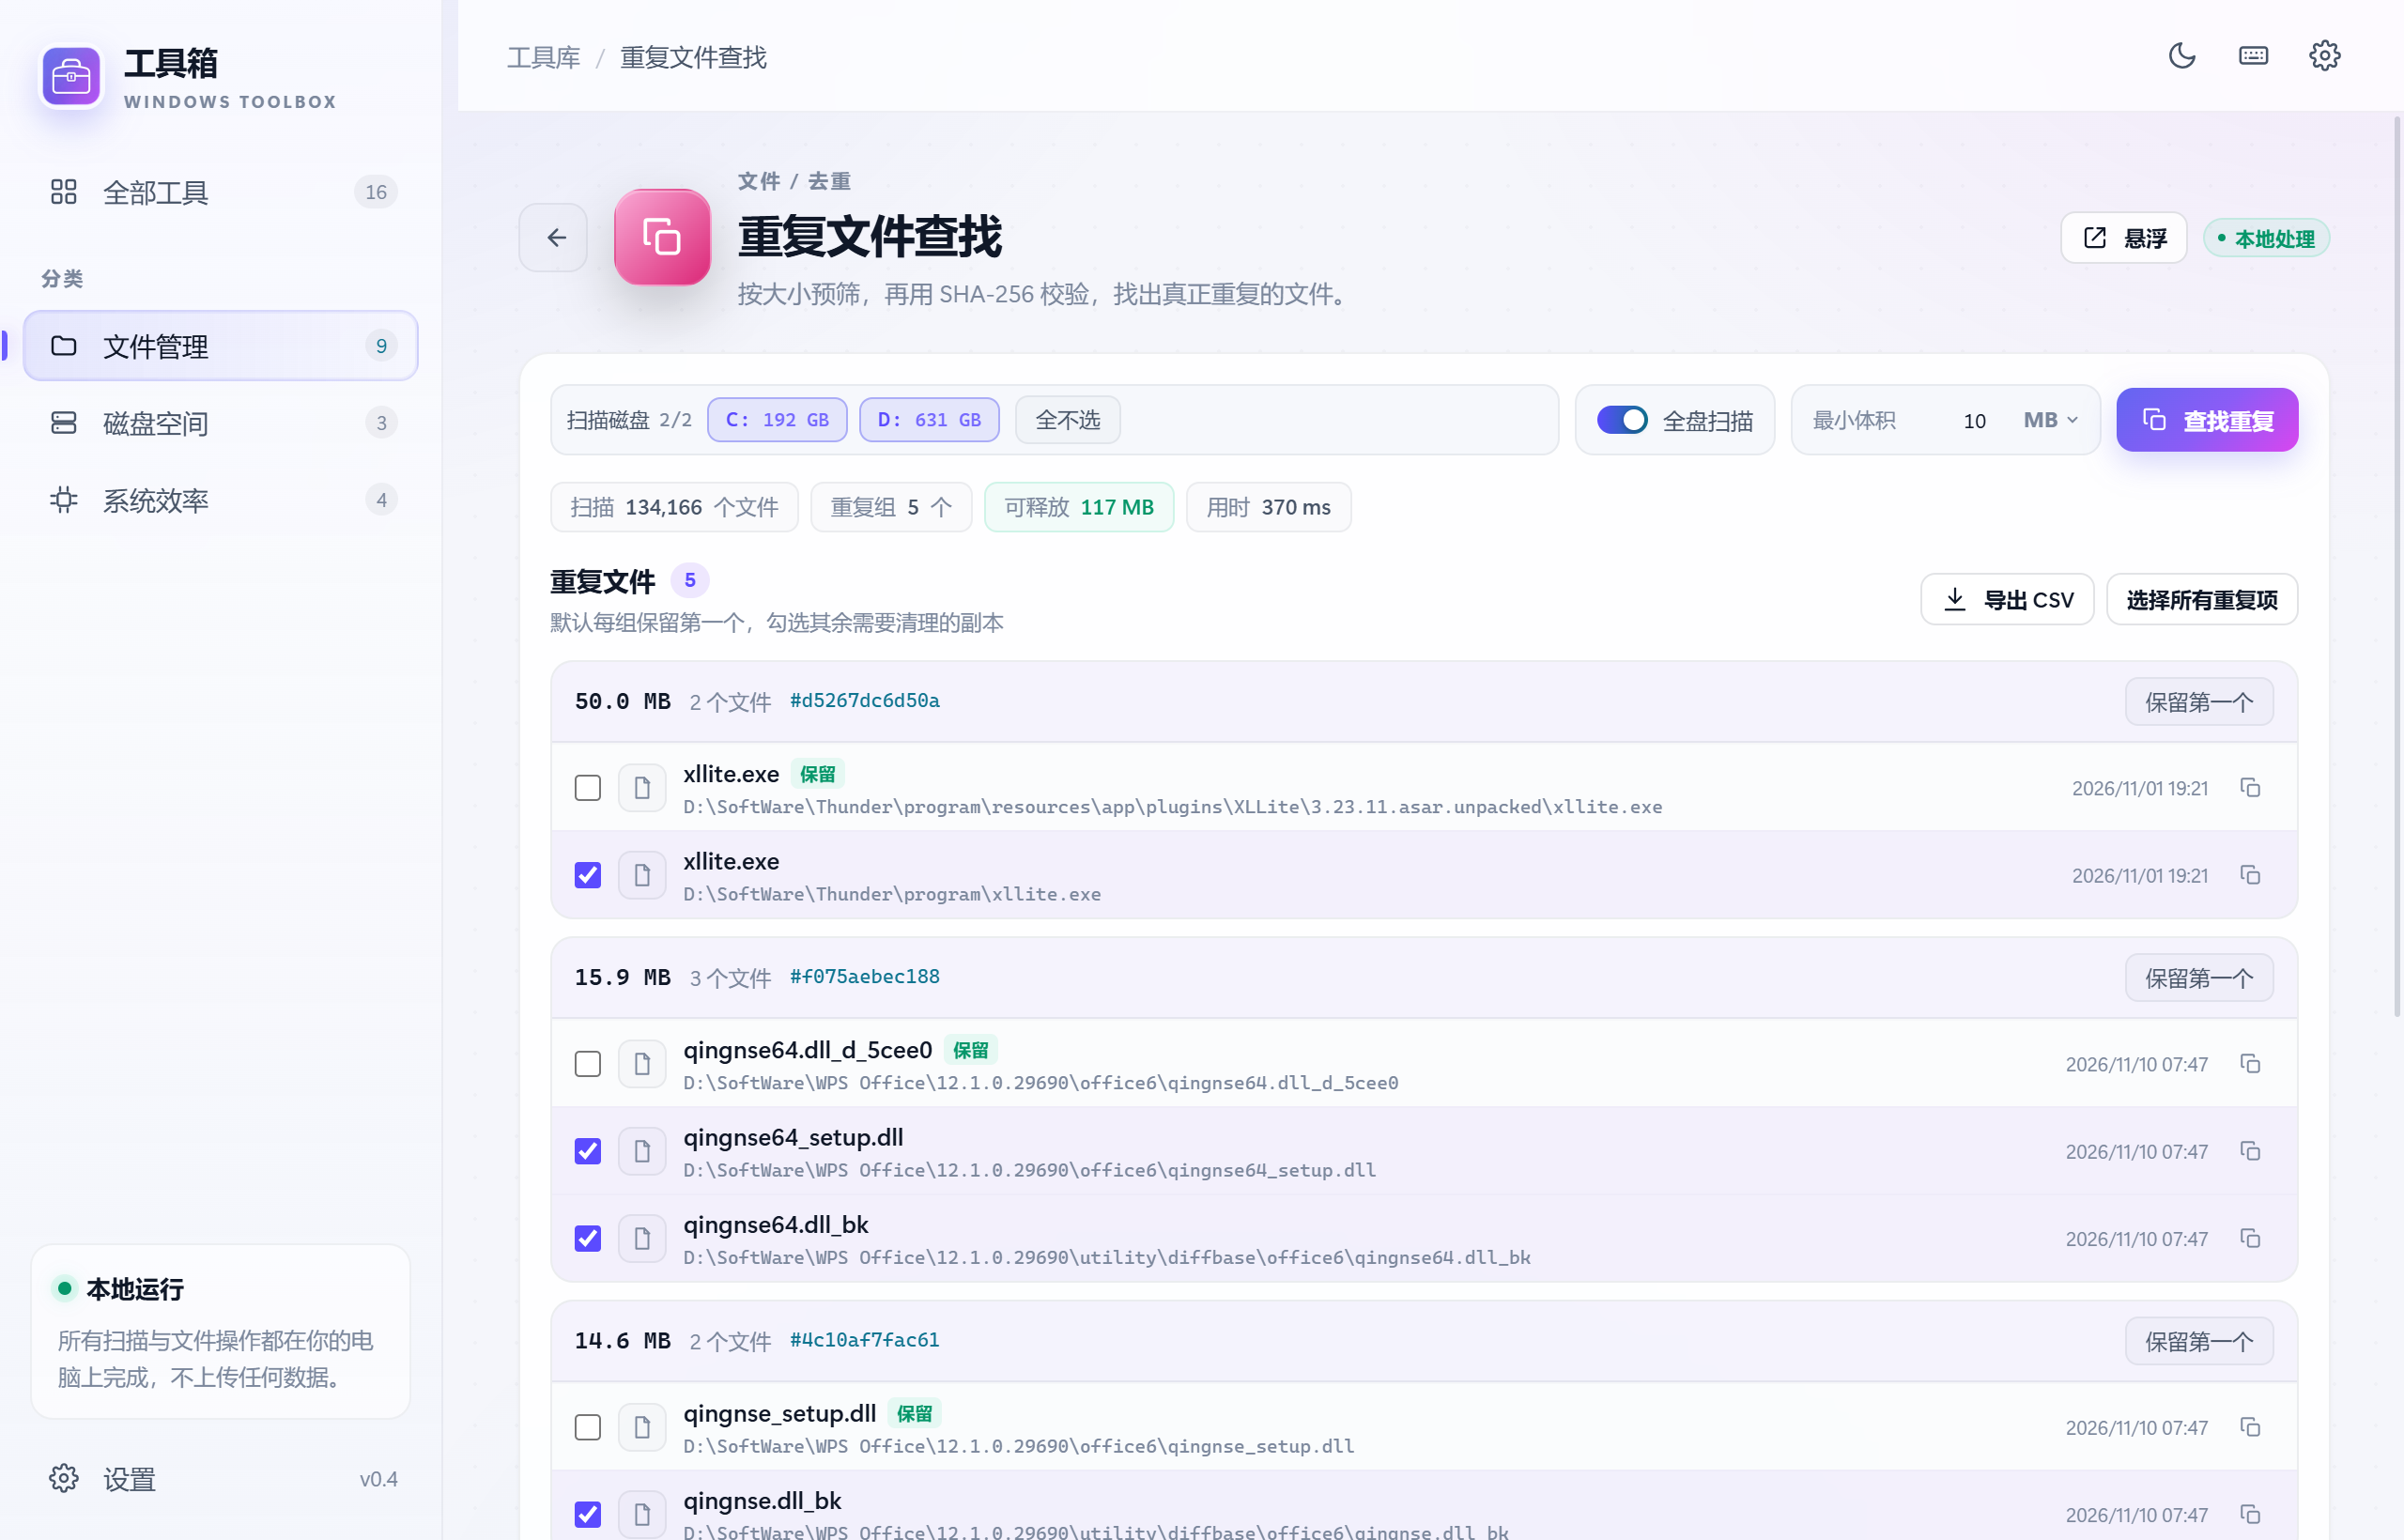 工具箱
WINDOWS TOOLBOX
全部工具 16
分类
文件管理 9
磁盘空间 3
系统效率 4
本地运行
所有扫描与文件操作都在你的电
脑上完成，不上传任何数据。
设置 v0.4
工具库 / 重复文件查找
文件 / 去重
重复文件查找
按大小预筛，再用 SHA-256 校验，找出真正重复的文件。
悬浮 本地处理
扫描磁盘 2/2 C: 192 GB D: 631 GB 全不选 全盘扫描 最小体积 10 MB 查找重复
扫描 134,166 个文件 重复组 5 个 可释放 117 MB 用时 370 ms
重复文件 5
默认每组保留第一个，勾选其余需要清理的副本
导出 CSV 选择所有重复项
50.0 MB 2 个文件 #d5267dc6d50a 保留第一个
xllite.exe 保留
D:\SoftWare\Thunder\program\resources\app\plugins\XLLite\3.23.11.asar.unpacked\xllite.exe
2026/11/01 19:21
xllite.exe
D:\SoftWare\Thunder\program\xllite.exe
2026/11/01 19:21
15.9 MB 3 个文件 #f075aebec188 保留第一个
qingnse64.dll_d_5cee0 保留
D:\SoftWare\WPS Office\12.1.0.29690\office6\qingnse64.dll_d_5cee0
2026/11/10 07:47
qingnse64_setup.dll
D:\SoftWare\WPS Office\12.1.0.29690\office6\qingnse64_setup.dll
2026/11/10 07:47
qingnse64.dll_bk
D:\SoftWare\WPS Office\12.1.0.29690\utility\diffbase\office6\qingnse64.dll_bk
2026/11/10 07:47
14.6 MB 2 个文件 #4c10af7fac61 保留第一个
qingnse_setup.dll 保留
D:\SoftWare\WPS Office\12.1.0.29690\office6\qingnse_setup.dll
2026/11/10 07:47
qingnse.dll_bk
D:\SoftWare\WPS Office\12.1.0.29690\utility\diffbase\office6\qingnse.dll_bk
2026/11/10 07:47